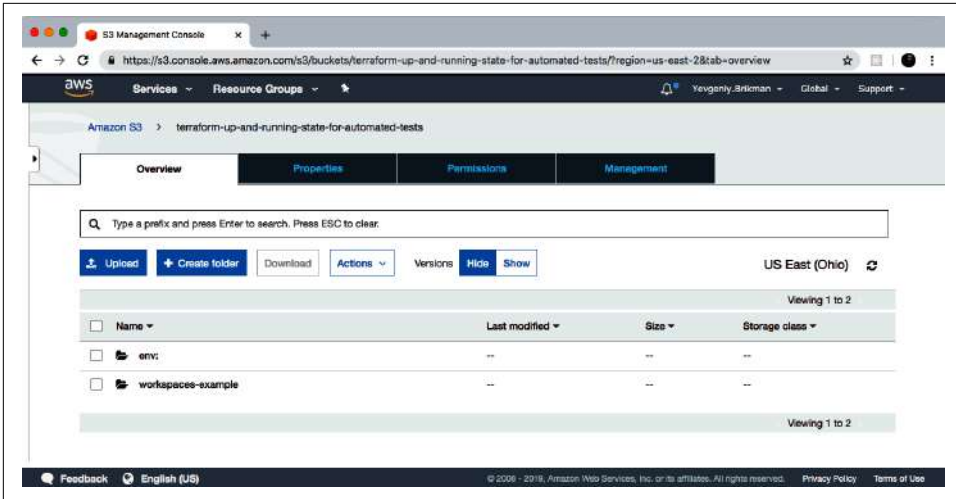 S3 Management Console
https://s3.console.aws.amazon.com/s3/buckets/terraform-up-and-running-state-for-automated-tests/?region=us-east-2&tab=overview
aws Services Resource Groups Yevgeniy.Brikman Global Support
Amazon S3 > terraform-up-and-running-state-for-automated-tests
Overview Properties Permissions Management
Type a prefix and press Enter to search. Press ESC to clear.
Upload + Create folder Download Actions Versions Hide Show US East (Ohio)
Viewing 1 to 2
Name Last modified Size Storage class
env: -- -- --
workspaces-example -- -- --
Viewing 1 to 2
Feedback English (US) © 2008 - 2019, Amazon Web Services, Inc. or its affiliates. All rights reserved. Privacy Policy Terms of Use